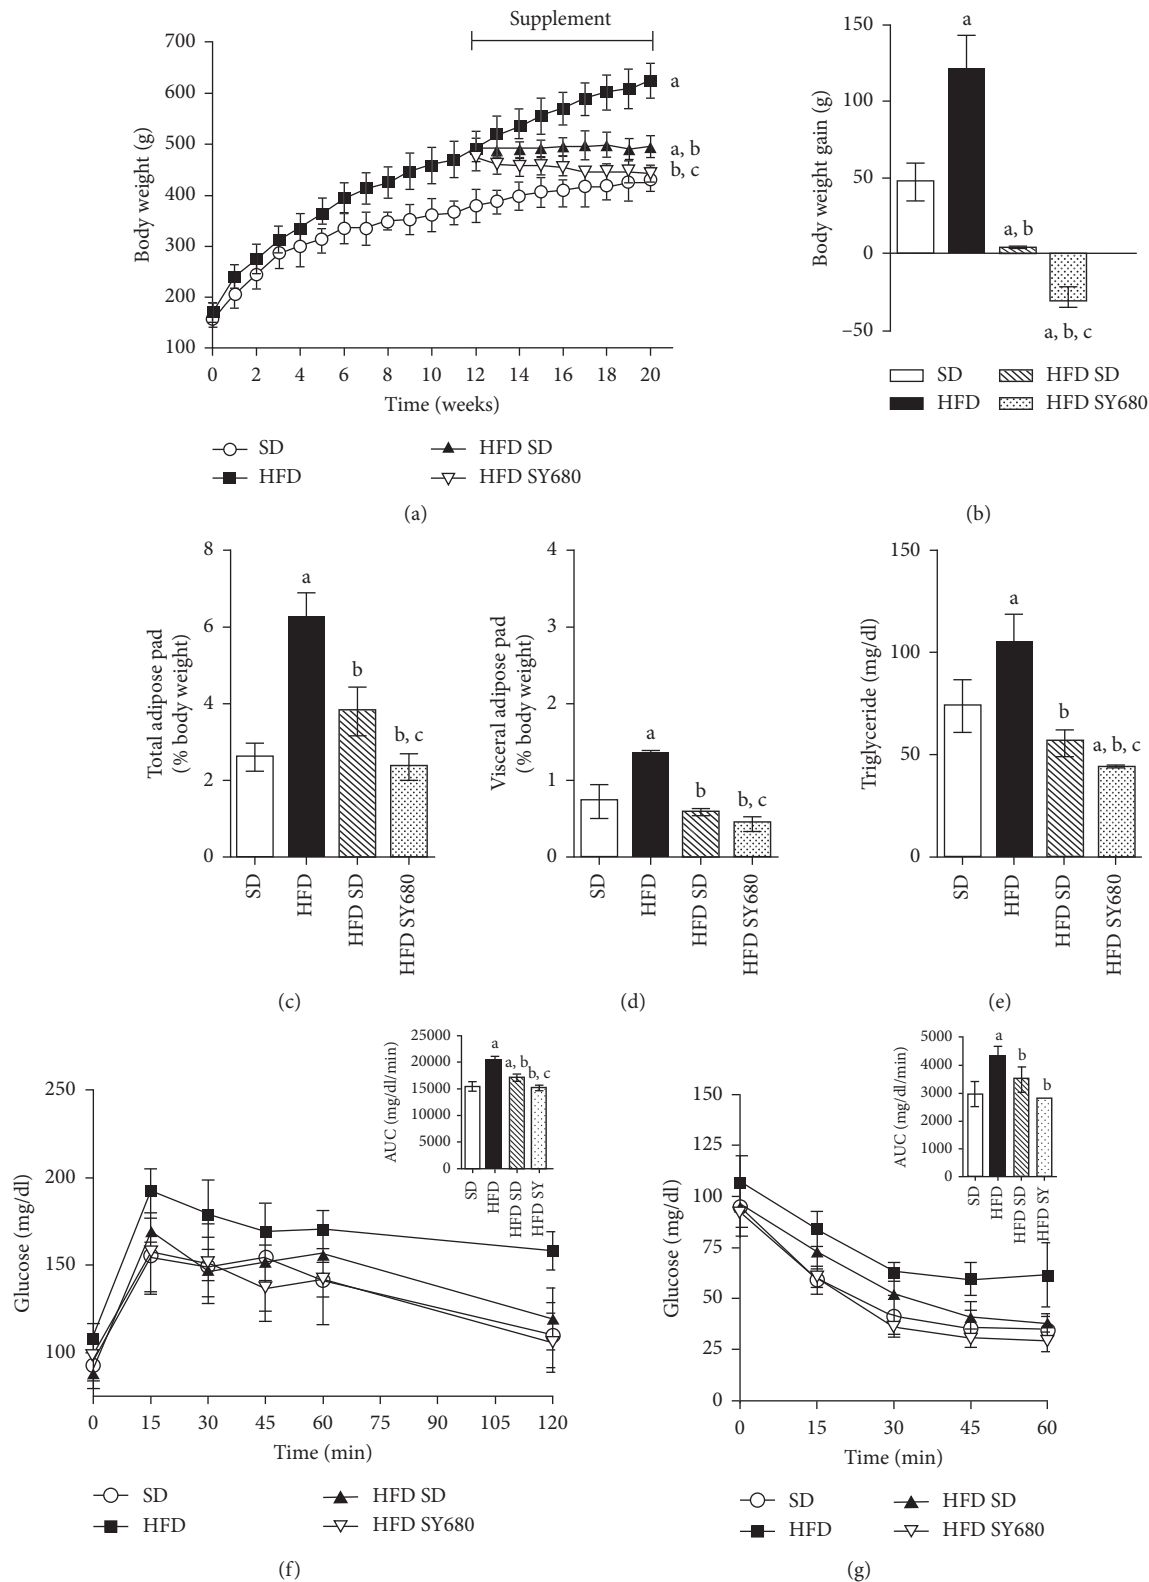 Supplement
Body weight (g)
700
600
500
400
300
200
100
a
a, b
b, c
0 2 4 6 8 10 12 14 16 18 20
Time (weeks)
SD HFD SD
HFD HFD SY680
(a)
Body weight gain (g)
150
100
50
0
–50
a
a, b
a, b, c
SD HFD SD
HFD HFD SY680
(b)
Total adipose pad
(% body weight)
8
6
4
2
0
a
b
b, c
SD HFD HFD SD HFD SY680
(c)
Visceral adipose pad
(% body weight)
4
3
2
1
0
a
b
b, c
SD HFD HFD SD HFD SY680
(d)
Triglyceride (mg/dl)
150
100
50
0
a
b
a, b, c
SD HFD HFD SD HFD SY680
(e)
Glucose (mg/dl)
250
200
150
100
0 15 30 45 60 75 90 105 120
Time (min)
AUC (mg/dl/min)
25000
20000
15000
10000
5000
0
a
a, b
b, c
SD HFD HFD SD HFD SY
SD HFD SD
HFD HFD SY680
(f)
Glucose (mg/dl)
150
125
100
75
50
25
0
0 15 30 45 60
Time (min)
AUC (mg/dl/min)
5000
4000
3000
2000
1000
0
a
b
b
SD HFD HFD SD HFD SY
SD HFD SD
HFD HFD SY680
(g)